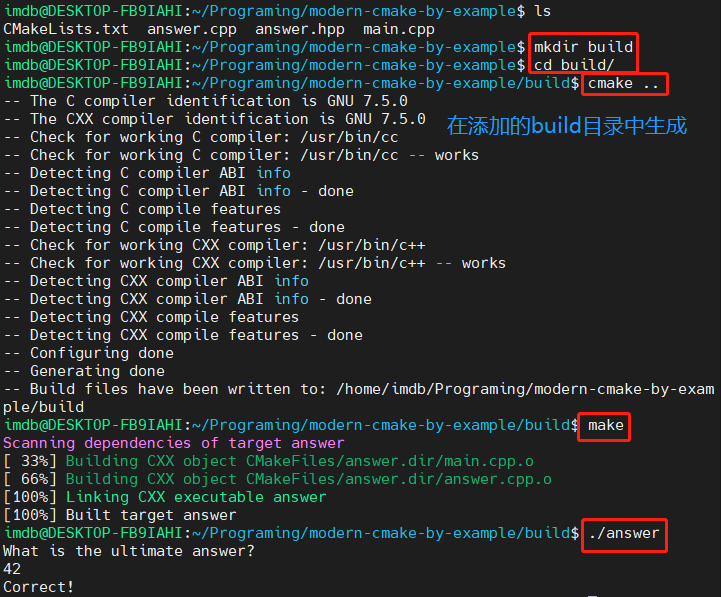 imdb@DESKTOP-FB9IAHI:~/Programing/modern-cmake-by-example$ ls
CMakeLists.txt  answer.cpp  answer.hpp  main.cpp
imdb@DESKTOP-FB9IAHI:~/Programing/modern-cmake-by-example$ mkdir build
imdb@DESKTOP-FB9IAHI:~/Programing/modern-cmake-by-example$ cd build/
imdb@DESKTOP-FB9IAHI:~/Programing/modern-cmake-by-example/build$ cmake ..
-- The C compiler identification is GNU 7.5.0
-- The CXX compiler identification is GNU 7.5.0
在添加的build目录中生成
-- Check for working C compiler: /usr/bin/cc
-- Check for working C compiler: /usr/bin/cc -- works
-- Detecting C compiler ABI info
-- Detecting C compiler ABI info - done
-- Detecting C compile features
-- Detecting C compile features - done
-- Check for working CXX compiler: /usr/bin/c++
-- Check for working CXX compiler: /usr/bin/c++ -- works
-- Detecting CXX compiler ABI info
-- Detecting CXX compiler ABI info - done
-- Detecting CXX compile features
-- Detecting CXX compile features - done
-- Configuring done
-- Generating done
-- Build files have been written to: /home/imdb/Programing/modern-cmake-by-exam
ple/build
imdb@DESKTOP-FB9IAHI:~/Programing/modern-cmake-by-example/build$ make
Scanning dependencies of target answer
[ 33%] Building CXX object CMakeFiles/answer.dir/main.cpp.o
[ 66%] Building CXX object CMakeFiles/answer.dir/answer.cpp.o
[100%] Linking CXX executable answer
[100%] Built target answer
imdb@DESKTOP-FB9IAHI:~/Programing/modern-cmake-by-example/build$ ./answer
What is the ultimate answer?
42
Correct!